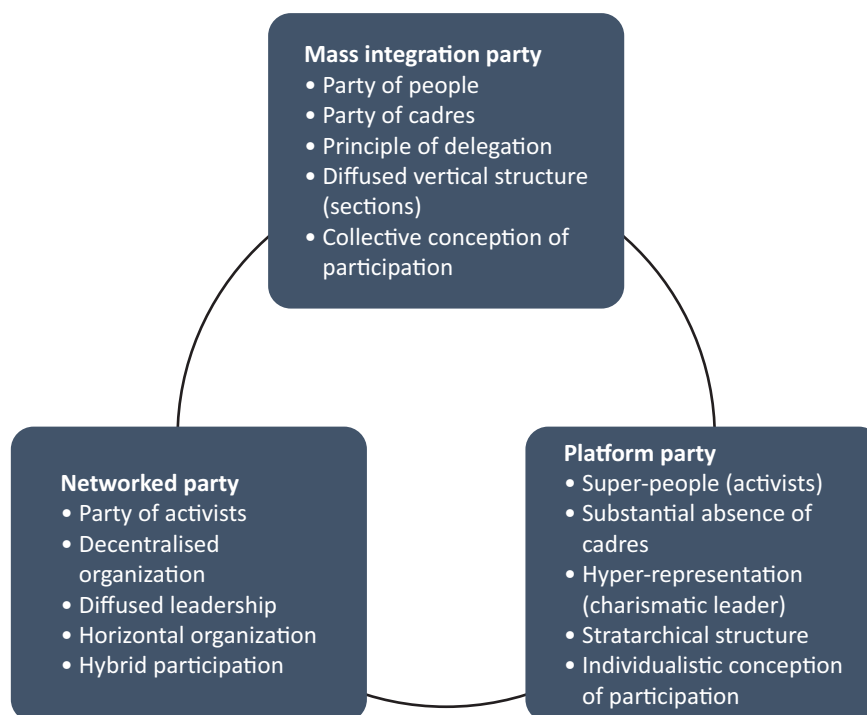 Mass integration party
• Party of people
• Party of cadres
• Principle of delegation
• Diffused vertical structure
(sections)
• Collective conception of
participation
Networked party
• Party of activists
• Decentralised
organization
• Diffused leadership
• Horizontal organization
• Hybrid participation
Platform party
• Super-people (activists)
• Substantial absence of
cadres
• Hyper-representation
(charismatic leader)
• Stratarchical structure
• Individualistic conception
of participation